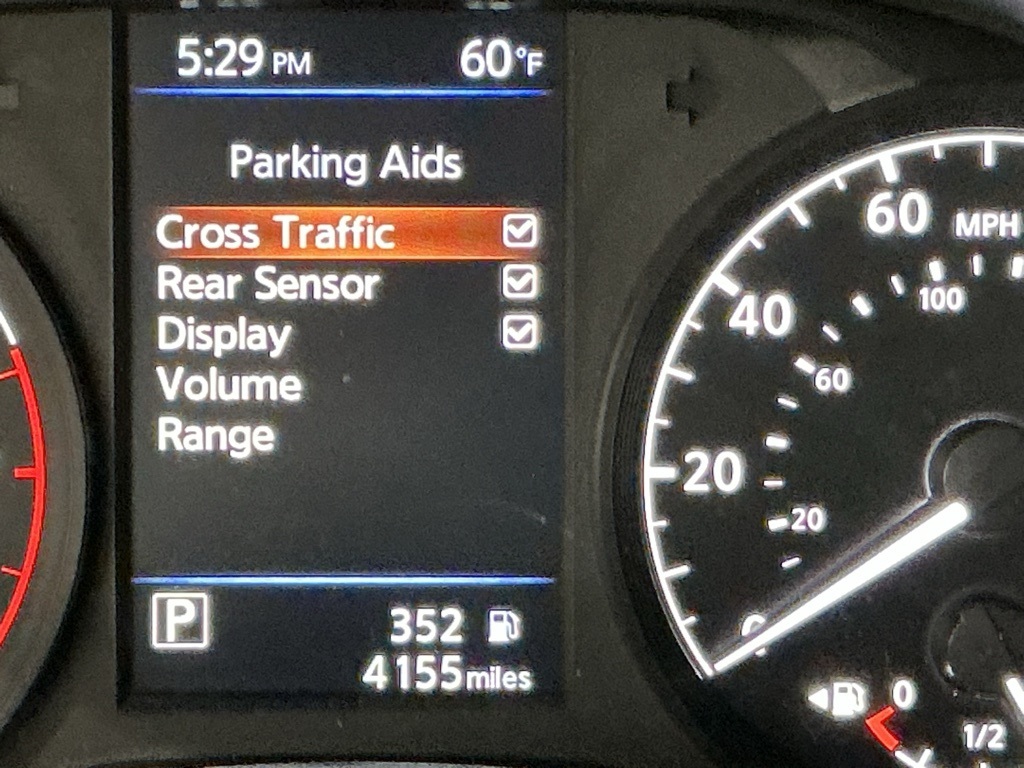 5:29 PM 60°F
Parking Aids
Cross Traffic
Rear Sensor
Display
Volume
Range
P 352
4155 miles
60 MPH
40
20
0
100
60
20
0
1/2